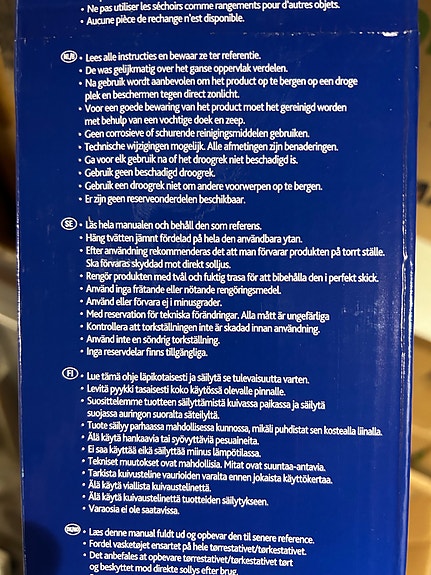 • Ne pas utiliser les séchoirs comme rangements pour d'autres objets.
• Aucune pièce de rechange n'est disponible.
NL/B • Lees alle instructies en bewaar ze ter referentie.
• De was gelijkmatig over het ganse oppervlak verdelen.
• Na gebruik wordt aanbevolen om het product op te bergen op een droge
plek en beschermen tegen direct zonlicht.
• Voor een goede bewaring van het product moet het gereinigd worden
met behulp van een vochtige doek en zeep.
• Geen corrosieve of schurende reinigingsmiddelen gebruiken.
• Technische wijzigingen mogelijk. Alle afmetingen zijn benaderingen.
• Ga voor elk gebruik na of het droogrek niet beschadigd is.
• Gebruik geen beschadigd droogrek.
• Gebruik een droogrek niet om andere voorwerpen op te bergen.
• Er zijn geen reserveonderdelen beschikbaar.
SE • Läs hela manualen och behåll den som referens.
• Häng tvätten jämnt fördelad på hela den användbara ytan.
• Efter användning rekommenderas det att man förvarar produkten på torrt ställe.
Ska förvaras skyddad mot direkt solljus.
• Rengör produkten med tvål och fuktig trasa för att bibehålla den i perfekt skick.
• Använd inga frätande eller nötande rengöringsmedel.
• Använd eller förvara ej i minusgrader.
• Med reservation för tekniska förändringar. Alla mått är ungefärliga
• Kontrollera att torkställningen inte är skadad innan användning.
• Använd inte en söndrig torkställning.
• Inga reservdelar finns tillgängliga.
FI • Lue tämä ohje läpikotaisesti ja säilytä se tulevaisuutta varten.
• Levitä pyykki tasaisesti koko käytössä olevalle pinnalle.
• Suosittelemme tuotteen säilyttämistä kuivassa paikassa ja säilytä
suojassa auringon suoralta säteilyltä.
• Tuote säilyy parhaassa mahdollisessa kunnossa, mikäli puhdistat sen kostealla liinalla.
• Älä käytä hankaavia tai syövyttäviä pesuaineita.
• Ei saa käyttää eikä säilyttää miinus lämpötilassa.
• Tekniset muutokset ovat mahdollisia. Mitat ovat suuntaa-antavia.
• Tarkista kuivusteline vaurioiden varalta ennen jokaista käyttökertaa.
• Älä käytä viallista kuivaustelinettä.
• Älä käytä kuivaustelinettä tuotteiden säilytykseen.
• Varaosia ei ole saatavissa.
• Læs denne manual fuldt ud og opbevar den til senere reference.
• Fordel vasketøjet ensartet på hele tørrestativet/tørkestativet.
• Det anbefales at opbevare tørrestativet/tørkestativet tørt
og beskyttet mod direkte sollys efter brug.